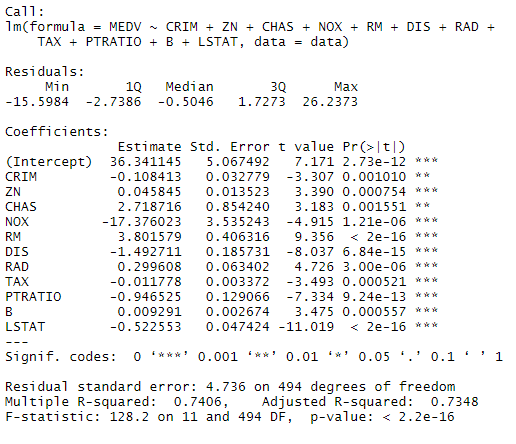 Call:
lm(formula = MEDV ~ CRIM + ZN + CHAS + NOX + RM + DIS + RAD +
    TAX + PTRATIO + B + LSTAT, data = data)

Residuals:
     Min       1Q   Median       3Q      Max
-15.5984  -2.7386  -0.5046   1.7273  26.2373

Coefficients:
              Estimate Std. Error t value Pr(>|t|)
(Intercept)  36.341145   5.067492   7.171 2.73e-12 ***
CRIM         -0.108413   0.032779  -3.307 0.001010 **
ZN            0.045845   0.013523   3.390 0.000754 ***
CHAS          2.718716   0.854240   3.183 0.001551 **
NOX         -17.376023   3.535243  -4.915 1.21e-06 ***
RM            3.801579   0.406316   9.356  < 2e-16 ***
DIS          -1.492711   0.185731  -8.037 6.84e-15 ***
RAD           0.299608   0.063402   4.726 3.00e-06 ***
TAX          -0.011778   0.003372  -3.493 0.000521 ***
PTRATIO      -0.946525   0.129066  -7.334 9.24e-13 ***
B             0.009291   0.002674   3.475 0.000557 ***
LSTAT        -0.522553   0.047424 -11.019  < 2e-16 ***
---
Signif. codes:  0 ‘***’ 0.001 ‘**’ 0.01 ‘*’ 0.05 ‘.’ 0.1 ‘ ’ 1

Residual standard error: 4.736 on 494 degrees of freedom
Multiple R-squared:  0.7406,    Adjusted R-squared:  0.7348
F-statistic: 128.2 on 11 and 494 DF,  p-value: < 2.2e-16